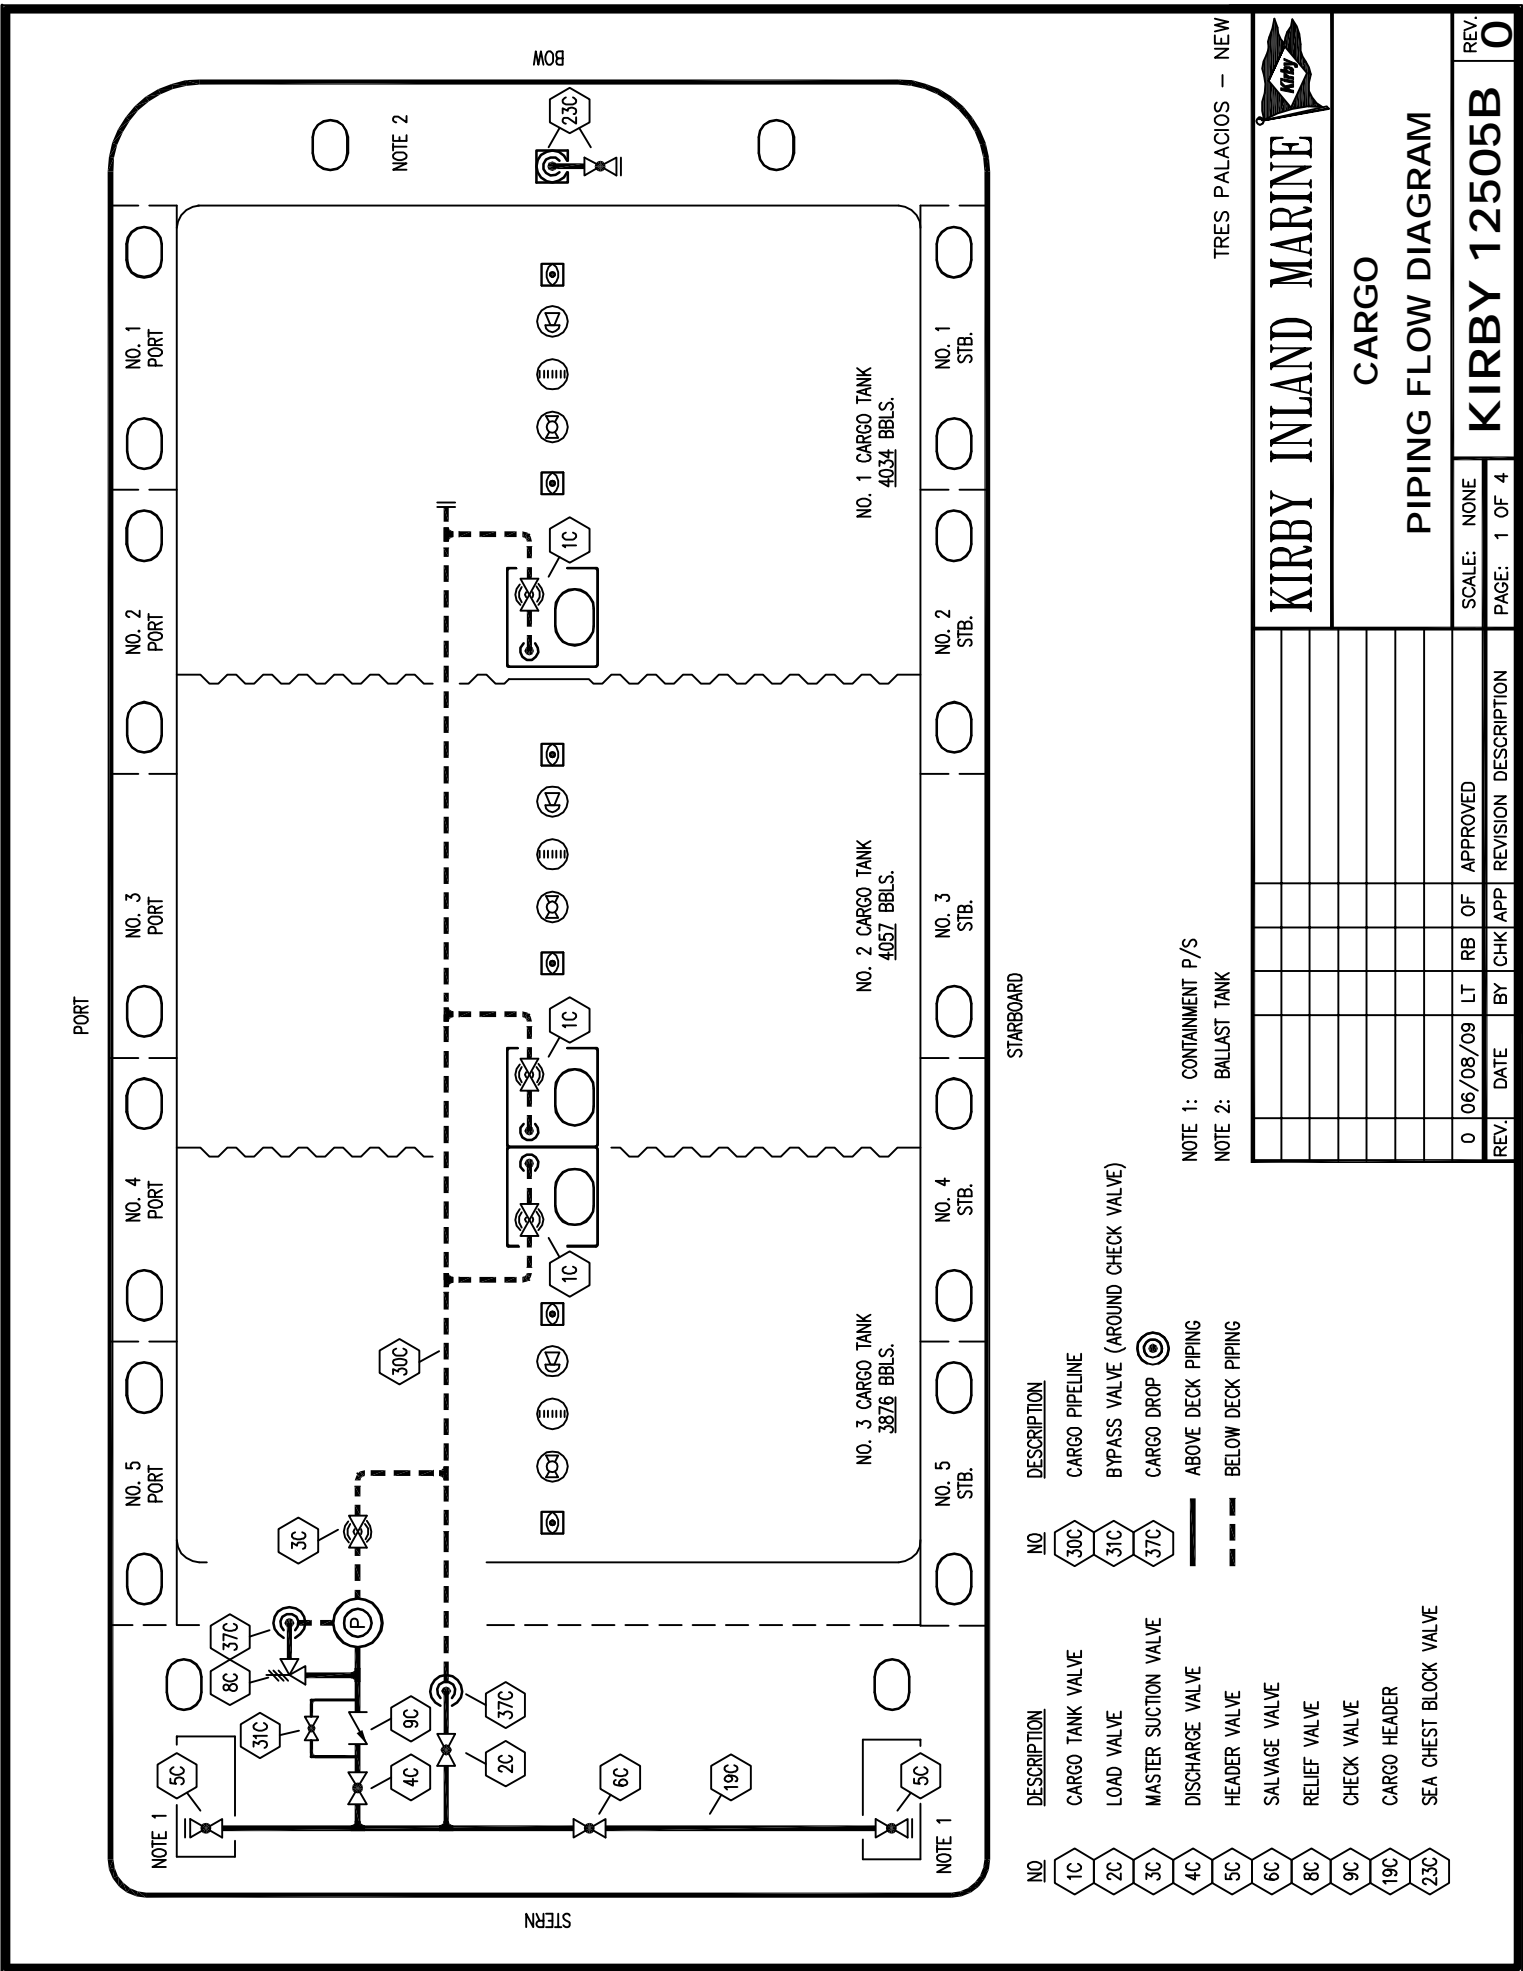 PORT
NO. 5
PORT
NO. 4
PORT
NO. 3
PORT
NO. 2
PORT
NO. 1
PORT
STERN
BOW
NOTE 1
5C
31C
8C
37C
P
3C
9C
4C
2C
37C
30C
6C
19C
5C
NOTE 1
1C
1C
1C
23C
NOTE 2
NO. 3 CARGO TANK
3876 BBLS.
NO. 2 CARGO TANK
4057 BBLS.
NO. 1 CARGO TANK
4034 BBLS.
NO. 5
STB.
NO. 4
STB.
NO. 3
STB.
NO. 2
STB.
NO. 1
STB.
STARBOARD
NO DESCRIPTION
1C CARGO TANK VALVE
2C LOAD VALVE
3C MASTER SUCTION VALVE
4C DISCHARGE VALVE
5C HEADER VALVE
6C SALVAGE VALVE
8C RELIEF VALVE
9C CHECK VALVE
19C CARGO HEADER
23C SEA CHEST BLOCK VALVE
NO DESCRIPTION
30C CARGO PIPELINE
31C BYPASS VALVE (AROUND CHECK VALVE)
37C CARGO DROP
ABOVE DECK PIPING
BELOW DECK PIPING
NOTE 1: CONTAINMENT P/S
NOTE 2: BALLAST TANK
TRES PALACIOS - NEW
KIRBY INLAND MARINE
Kirby
CARGO
PIPING FLOW DIAGRAM
0 06/08/09 LT RB OF APPROVED
REV. DATE BY CHK APP REVISION DESCRIPTION
SCALE: NONE
PAGE: 1 OF 4
KIRBY 12505B
REV.
0